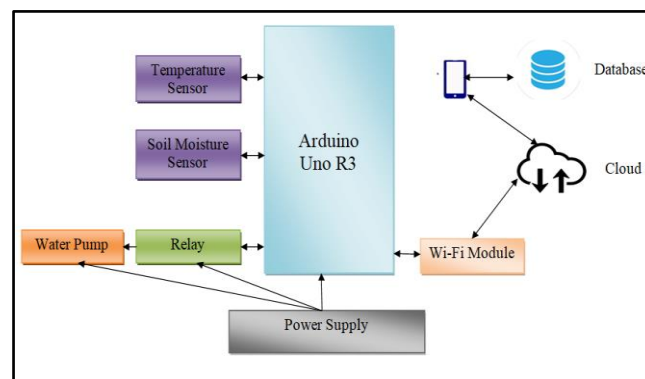 Temperature
Sensor
Soil Moisture
Sensor
Water Pump
Relay
Arduino
Uno R3
Power Supply
Wi-Fi Module
Database
Cloud